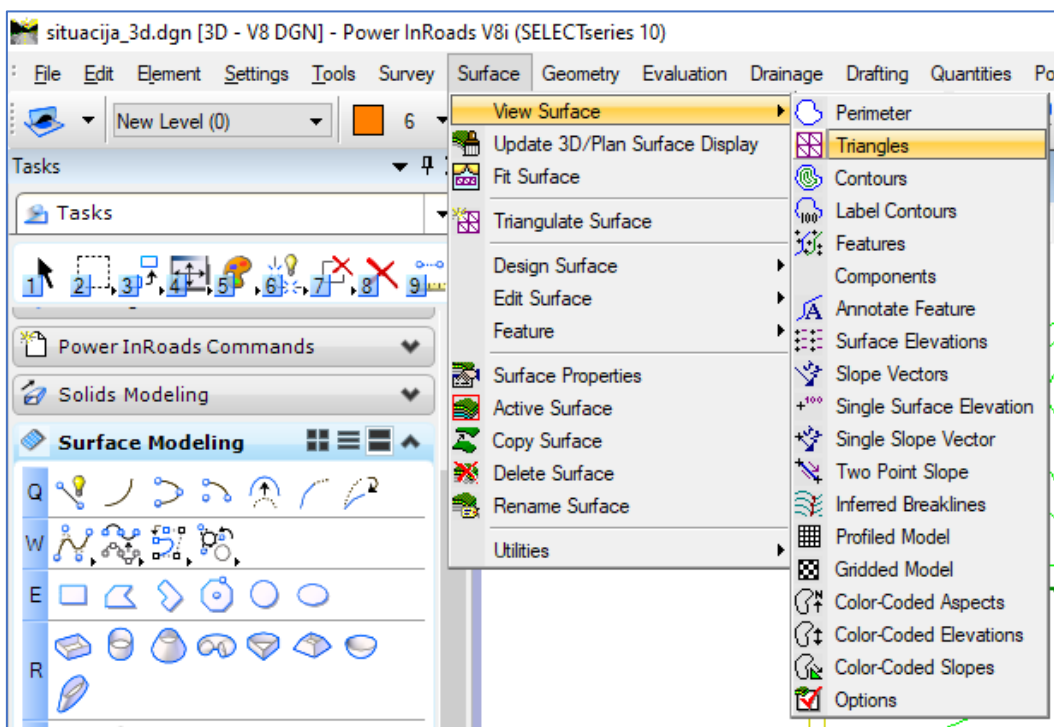 situacija_3d.dgn [3D - V8 DGN] - Power InRoads V8i (SELECTseries 10)
File Edit Element Settings Tools Survey Surface Geometry Evaluation Drainage Drafting Quantities Po
New Level (0) 6
Tasks
Tasks
1 2 3 4 5 6 7 8 9
Power InRoads Commands
Solids Modeling
Surface Modeling
Q
W
E
R
View Surface
Update 3D/Plan Surface Display
Fit Surface
Triangulate Surface
Design Surface
Edit Surface
Feature
Surface Properties
Active Surface
Copy Surface
Delete Surface
Rename Surface
Utilities
Perimeter
Triangles
Contours
Label Contours
Features
Components
Annotate Feature
Surface Elevations
Slope Vectors
Single Surface Elevation
Single Slope Vector
Two Point Slope
Inferred Breaklines
Profiled Model
Gridded Model
Color-Coded Aspects
Color-Coded Elevations
Color-Coded Slopes
Options